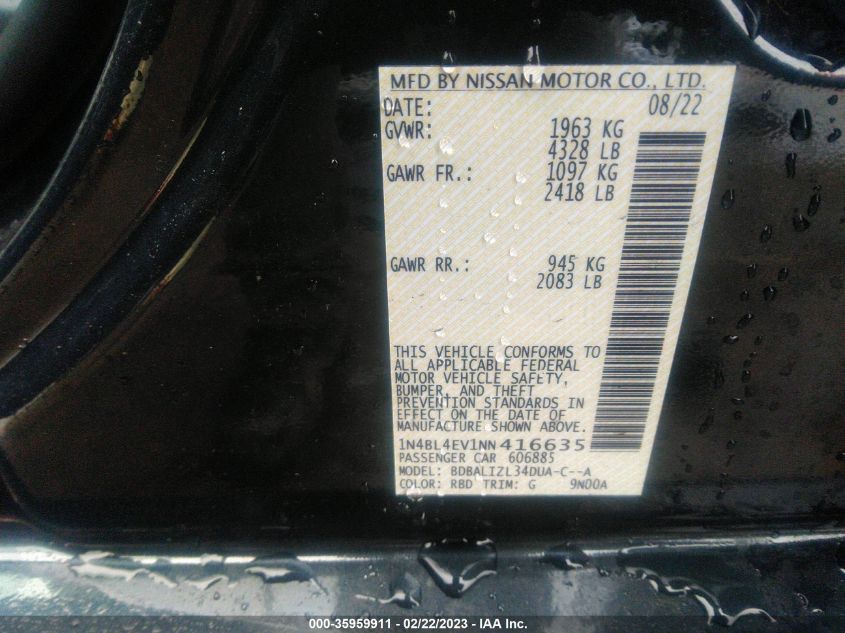 MFD BY NISSAN MOTOR CO., LTD.
DATE: 08/22
GVWR: 1963 KG
4328 LB
GAWR FR.: 1097 KG
2418 LB
GAWR RR.: 945 KG
2083 LB
THIS VEHICLE CONFORMS TO
ALL APPLICABLE FEDERAL
MOTOR VEHICLE SAFETY,
BUMPER, AND THEFT
PREVENTION STANDARDS IN
EFFECT ON THE DATE OF
MANUFACTURE SHOWN ABOVE.
1N4BL4EV1NN416635
PASSENGER CAR 606885
MODEL: BDBALIZL34DUA-C--A
COLOR: RBD TRIM: G 9N00A
000-35959911 - 02/22/2023 - IAA Inc.